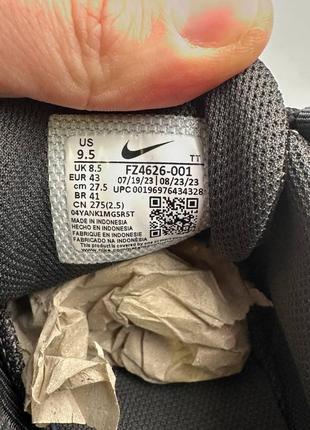 US
9.5
TT
UK 8.5
EUR 43
cm 27.5
BR 41
CN 275(2.5)
FZ4626-001
07/19/23 08/23/23
UPC 00196976434328
04YANK1MGSR5T
MADE IN INDONESIA
HECHO EN INDONESIA
FABRIQUE EN INDONESIE
FABRICADO NA INDONESIA